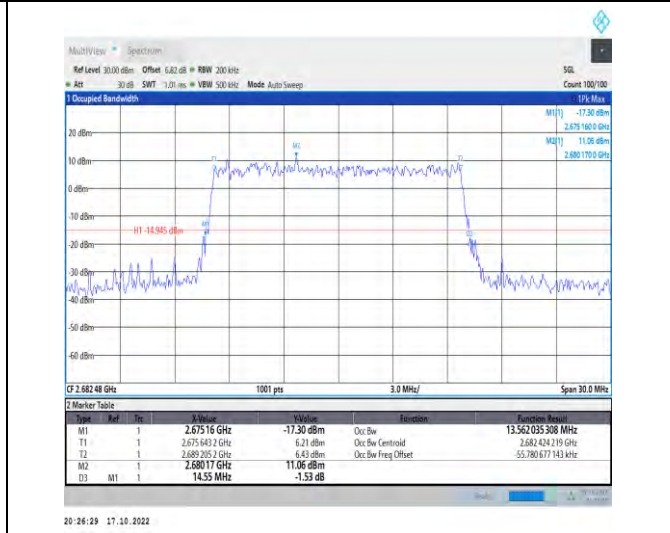 MultiView Spectrum
Ref Level 30.00 dBm Offset 6.82 dB RBW 200 kHz SGL
Att 30 dB SWT 1.01 ms VBW 500 kHz Mode Auto Sweep Count 100/100
1 Occupied Bandwidth 1Pk Max
M1[1] -17.30 dBm
2.675 160 0 GHz
M2[1] 11.06 dBm
2.680 170 0 GHz
20 dBm
M2
T1 T2
10 dBm
0 dBm
-10 dBm
M1
H1 -14.945 dBm
D3
-20 dBm
-30 dBm
-40 dBm
-50 dBm
-60 dBm
CF 2.682 48 GHz 1001 pts 3.0 MHz/ Span 30.0 MHz
2 Marker Table
Type Ref Trc X-Value Y-Value Function Function Result
M1 1 2.675 16 GHz -17.30 dBm Occ Bw 13.562 035 308 MHz
T1 1 2.675 643 2 GHz 6.21 dBm Occ Bw Centroid 2.682 424 219 GHz
T2 1 2.689 205 2 GHz 6.43 dBm Occ Bw Freq Offset -55.780 677 143 kHz
M2 1 2.680 17 GHz 11.06 dBm
D3 M1 1 14.55 MHz -1.53 dB
Ready
20:26:29 17.10.2022